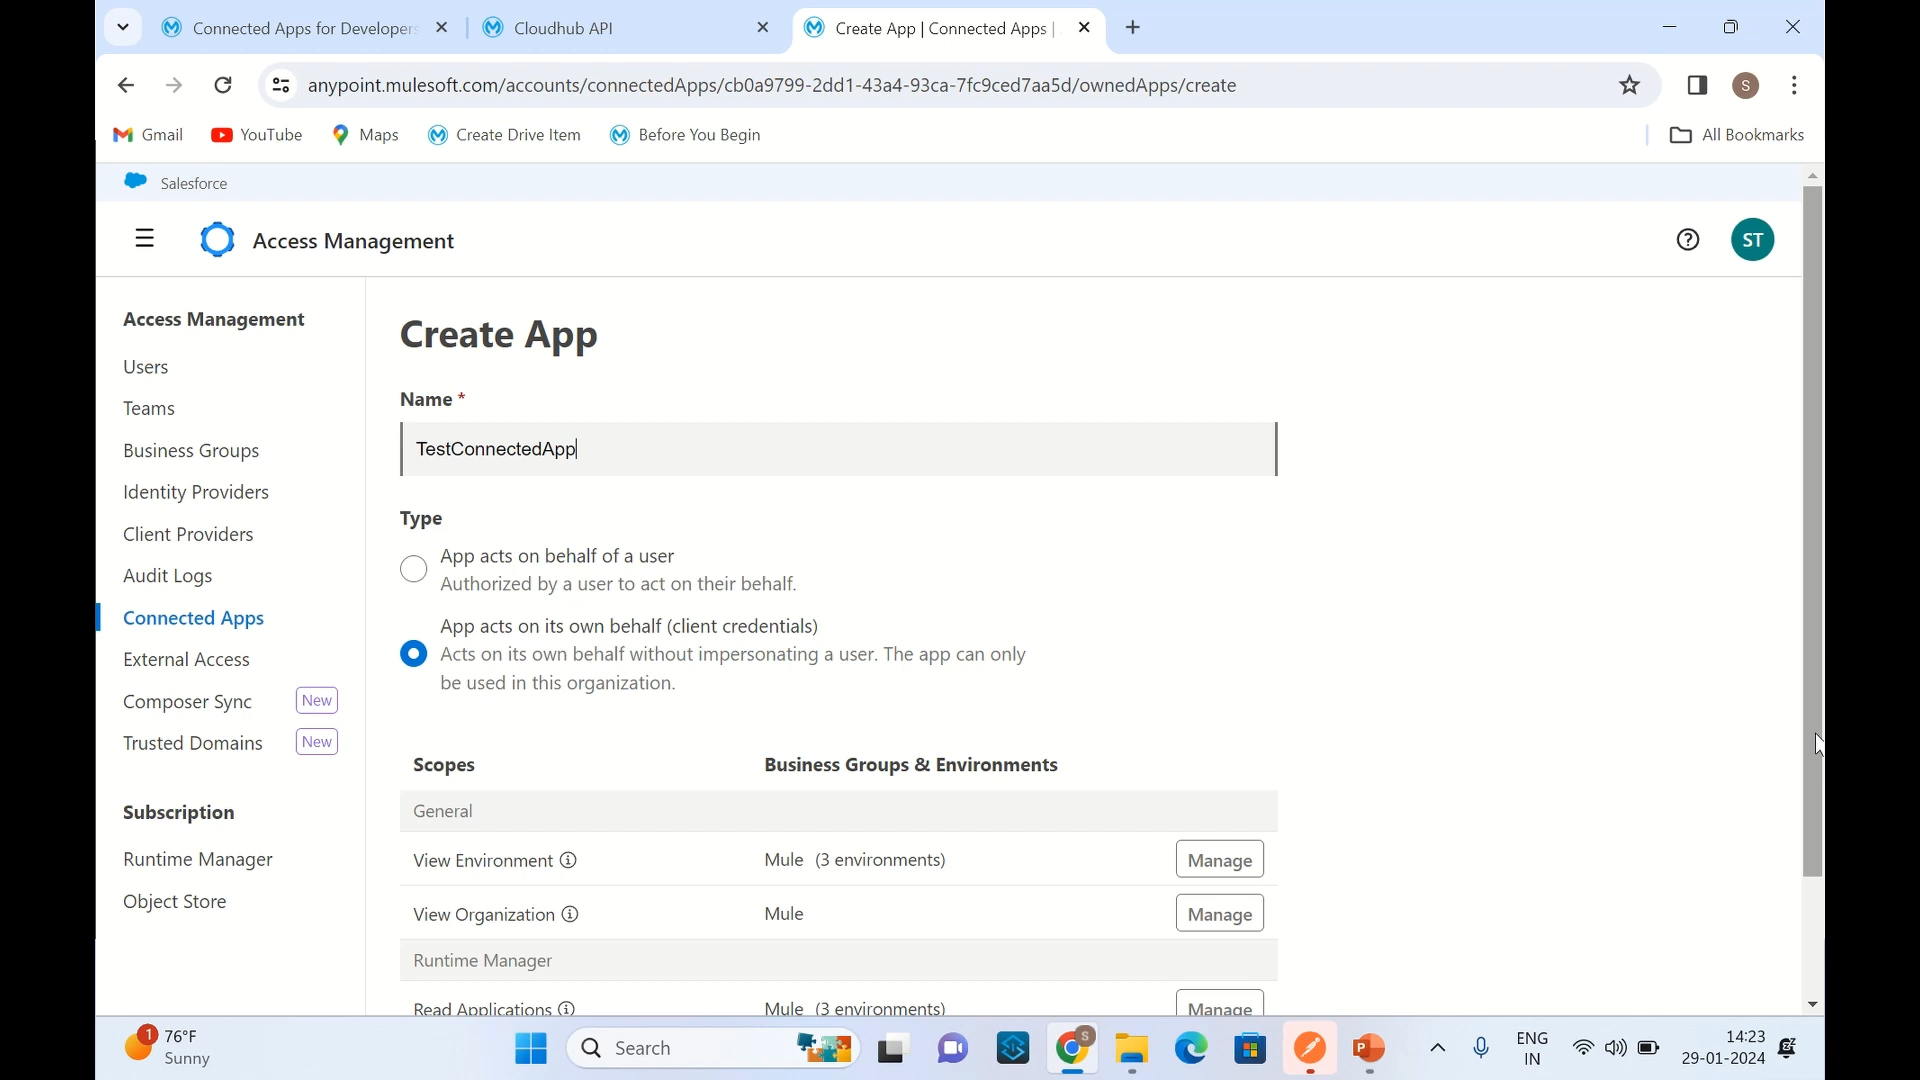 Connected Apps for Developers
Cloudhub API
Create App | Connected Apps |
anypoint.mulesoft.com/accounts/connectedApps/cb0a9799-2dd1-43a4-93ca-7fc9ced7aa5d/ownedApps/create
S
Gmail
YouTube
Maps
Create Drive Item
Before You Begin
All Bookmarks
Salesforce
Access Management
ST
Access Management
Users
Teams
Business Groups
Identity Providers
Client Providers
Audit Logs
Connected Apps
External Access
Composer Sync New
Trusted Domains New
Subscription
Runtime Manager
Object Store
Create App
Name *
TestConnectedApp
Type
App acts on behalf of a user
Authorized by a user to act on their behalf.
App acts on its own behalf (client credentials)
Acts on its own behalf without impersonating a user. The app can only
be used in this organization.
Scopes Business Groups & Environments
General
View Environment Mule (3 environments) Manage
View Organization Mule Manage
Runtime Manager
Read Applications Mule (3 environments) Manage
1
76°F
Sunny
Search
S
P
ENG
IN
14:23
29-01-2024